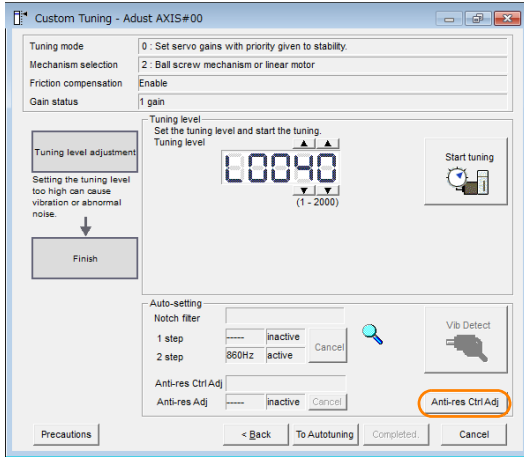 Custom Tuning - Adust AXIS#00
Tuning mode 0 : Set servo gains with priority given to stability.
Mechanism selection 2 : Ball screw mechanism or linear motor
Friction compensation Enable
Gain status 1 gain
Tuning level adjustment
Setting the tuning level
too high can cause
vibration or abnormal
noise.
Finish
Tuning level
Set the tuning level and start the tuning.
Tuning level
L0040
(1 - 2000)
Start tuning
Auto-setting
Notch filter
1 step ----- inactive
2 step 860Hz active
Cancel
Anti-res Ctrl Adj
Anti-res Adj ----- inactive Cancel
Vib Detect
Anti-res Ctrl Adj
Precautions
< Back
To Autotuning
Completed.
Cancel